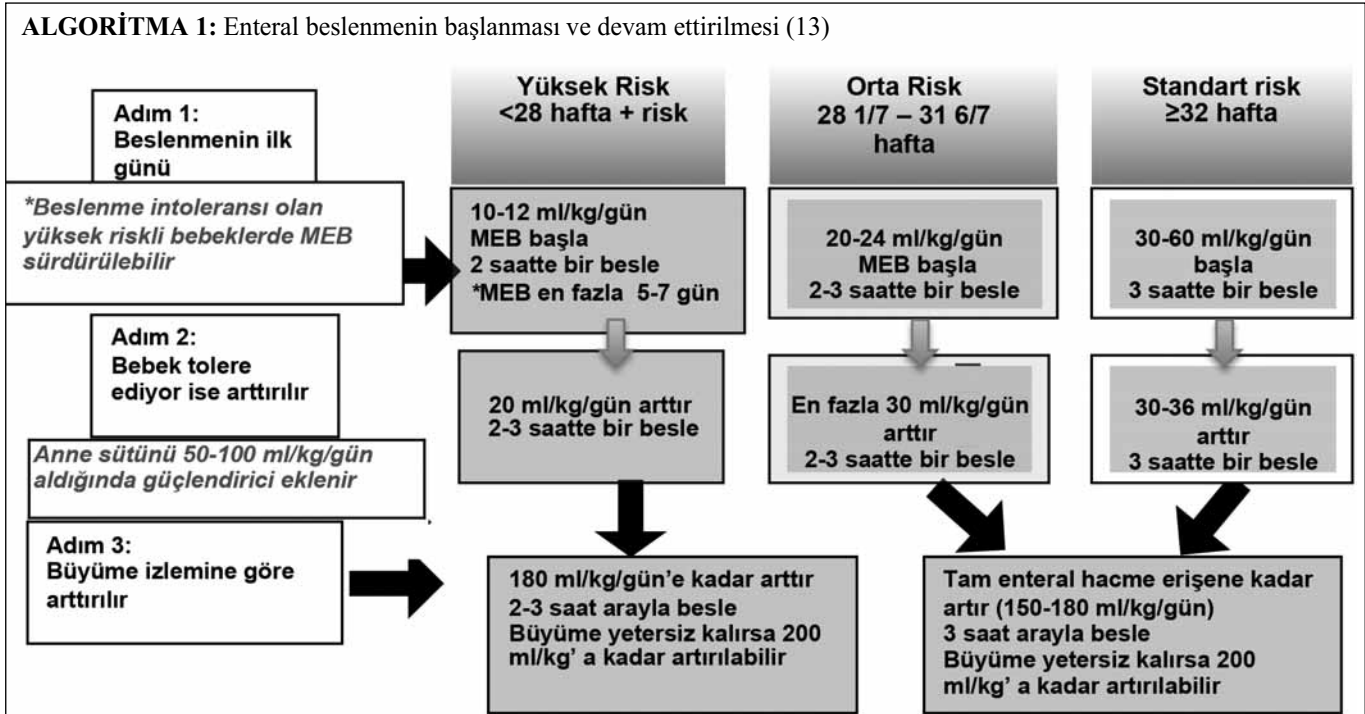 ALGORİTMA 1: Enteral beslenmenin başlanması ve devam ettirilmesi (13)
Yüksek Risk
<28 hafta + risk
Orta Risk
28 1/7 – 31 6/7
hafta
Standart risk
≥32 hafta
Adım 1:
Beslenmenin ilk
günü
*Beslenme intoleransı olan
yüksek riskli bebeklerde MEB
sürdürülebilir
10-12 ml/kg/gün
MEB başla
2 saatte bir besle
*MEB en fazla 5-7 gün
20-24 ml/kg/gün
MEB başla
2-3 saatte bir besle
30-60 ml/kg/gün
başla
3 saatte bir besle
Adım 2:
Bebek tolere
ediyor ise arttırılır
20 ml/kg/gün arttır
2-3 saatte bir besle
En fazla 30 ml/kg/gün
arttır
2-3 saatte bir besle
30-36 ml/kg/gün
arttır
3 saatte bir besle
Anne sütünü 50-100 ml/kg/gün
aldığında güçlendirici eklenir
Adım 3:
Büyüme izlemine göre
arttırılır
180 ml/kg/gün’e kadar arttır
2-3 saat arayla besle
Büyüme yetersiz kalırsa 200
ml/kg’ a kadar artırılabilir
Tam enteral hacme erişene kadar
artır (150-180 ml/kg/gün)
3 saat arayla besle
Büyüme yetersiz kalırsa 200
ml/kg’ a kadar artırılabilir